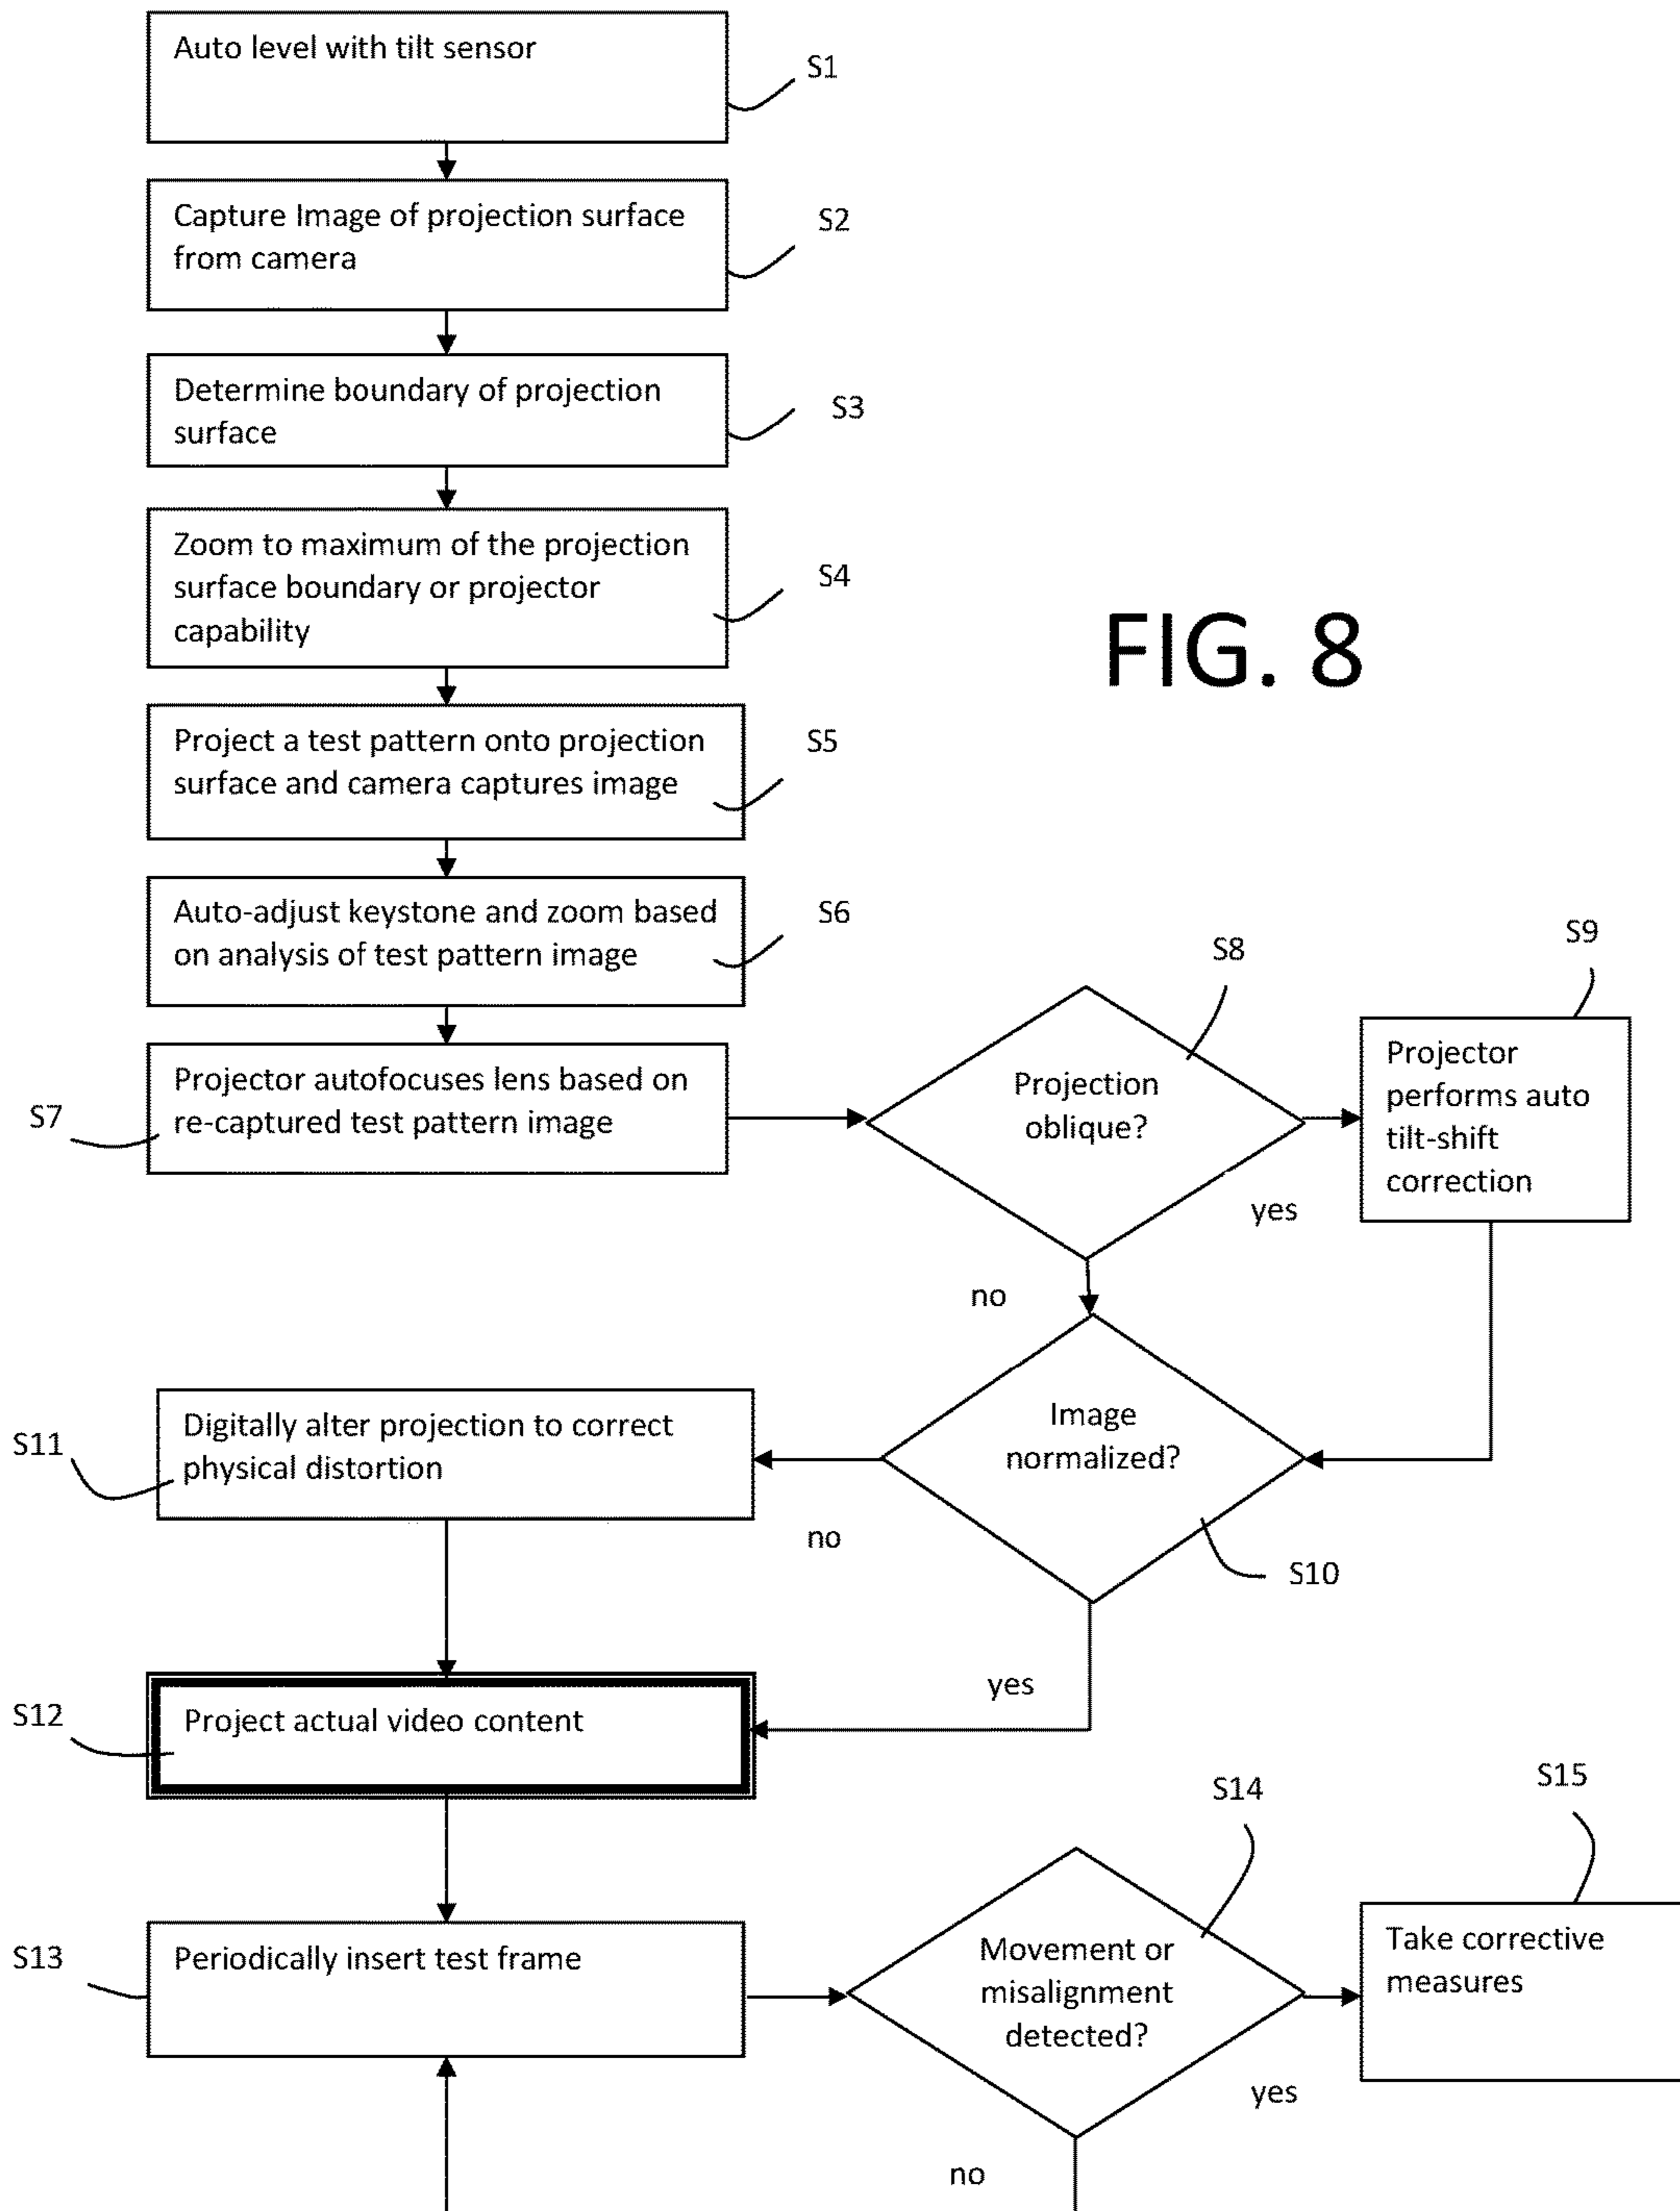 Auto level with tilt sensor
S1
Capture Image of projection surface
from camera
S2
Determine boundary of projection
surface
S3
Zoom to maximum of the projection
surface boundary or projector
capability
S4
FIG. 8
Project a test pattern onto projection
surface and camera captures image
S5
Auto-adjust keystone and zoom based
on analysis of test pattern image
S6
S7
Projector autofocuses lens based on
re-captured test pattern image
S8
Projection
oblique?
yes
no
S9
Projector
performs auto
tilt-shift
correction
Image
normalized?
S10
no
yes
S11
Digitally alter projection to correct
physical distortion
S12
Project actual video content
S13
Periodically insert test frame
S14
Movement or
misalignment
detected?
yes
no
S15
Take corrective
measures